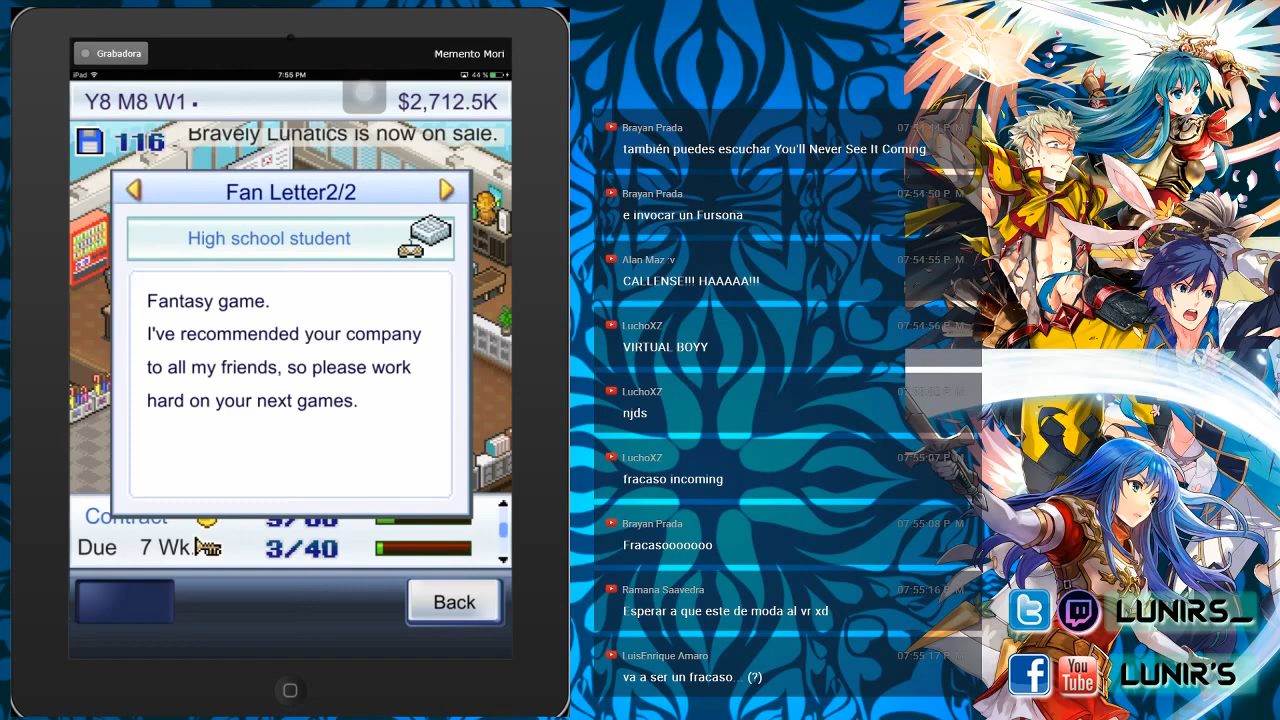 Grabadora
Memento Mori
iPad
7:55 PM
44 %
Y8 M8 W1
$2,712.5K
116
Bravely Lunatics is now on sale.
Fan Letter2/2
High school student
Fantasy game.
I've recommended your company
to all my friends, so please work
hard on your next games.
Contract
Due 7 Wk.
3/40
Back
Brayan Prada
también puedes escuchar You'll Never See It Coming
Brayan Prada 07:54:50 P. M.
e invocar un Fursona
Alan Maz :v 07:54:55 P. M.
CALLENSE!!! HAAAAA!!!
LuchoXZ 07:54:56 P. M.
VIRTUAL BOYY
LuchoXZ
njds
LuchoXZ 07:55:07 P. M.
fracaso incoming
Brayan Prada 07:55:08 P. M.
Fracasooooooo
Ramana Saavedra 07:55:16 P. M.
Esperar a que este de moda al vr xd
LuisEnrique Amaro 07:55:17 P. M.
va a ser un fracaso... (?)
LUNIRS_
You
Tube
LUNIR'S